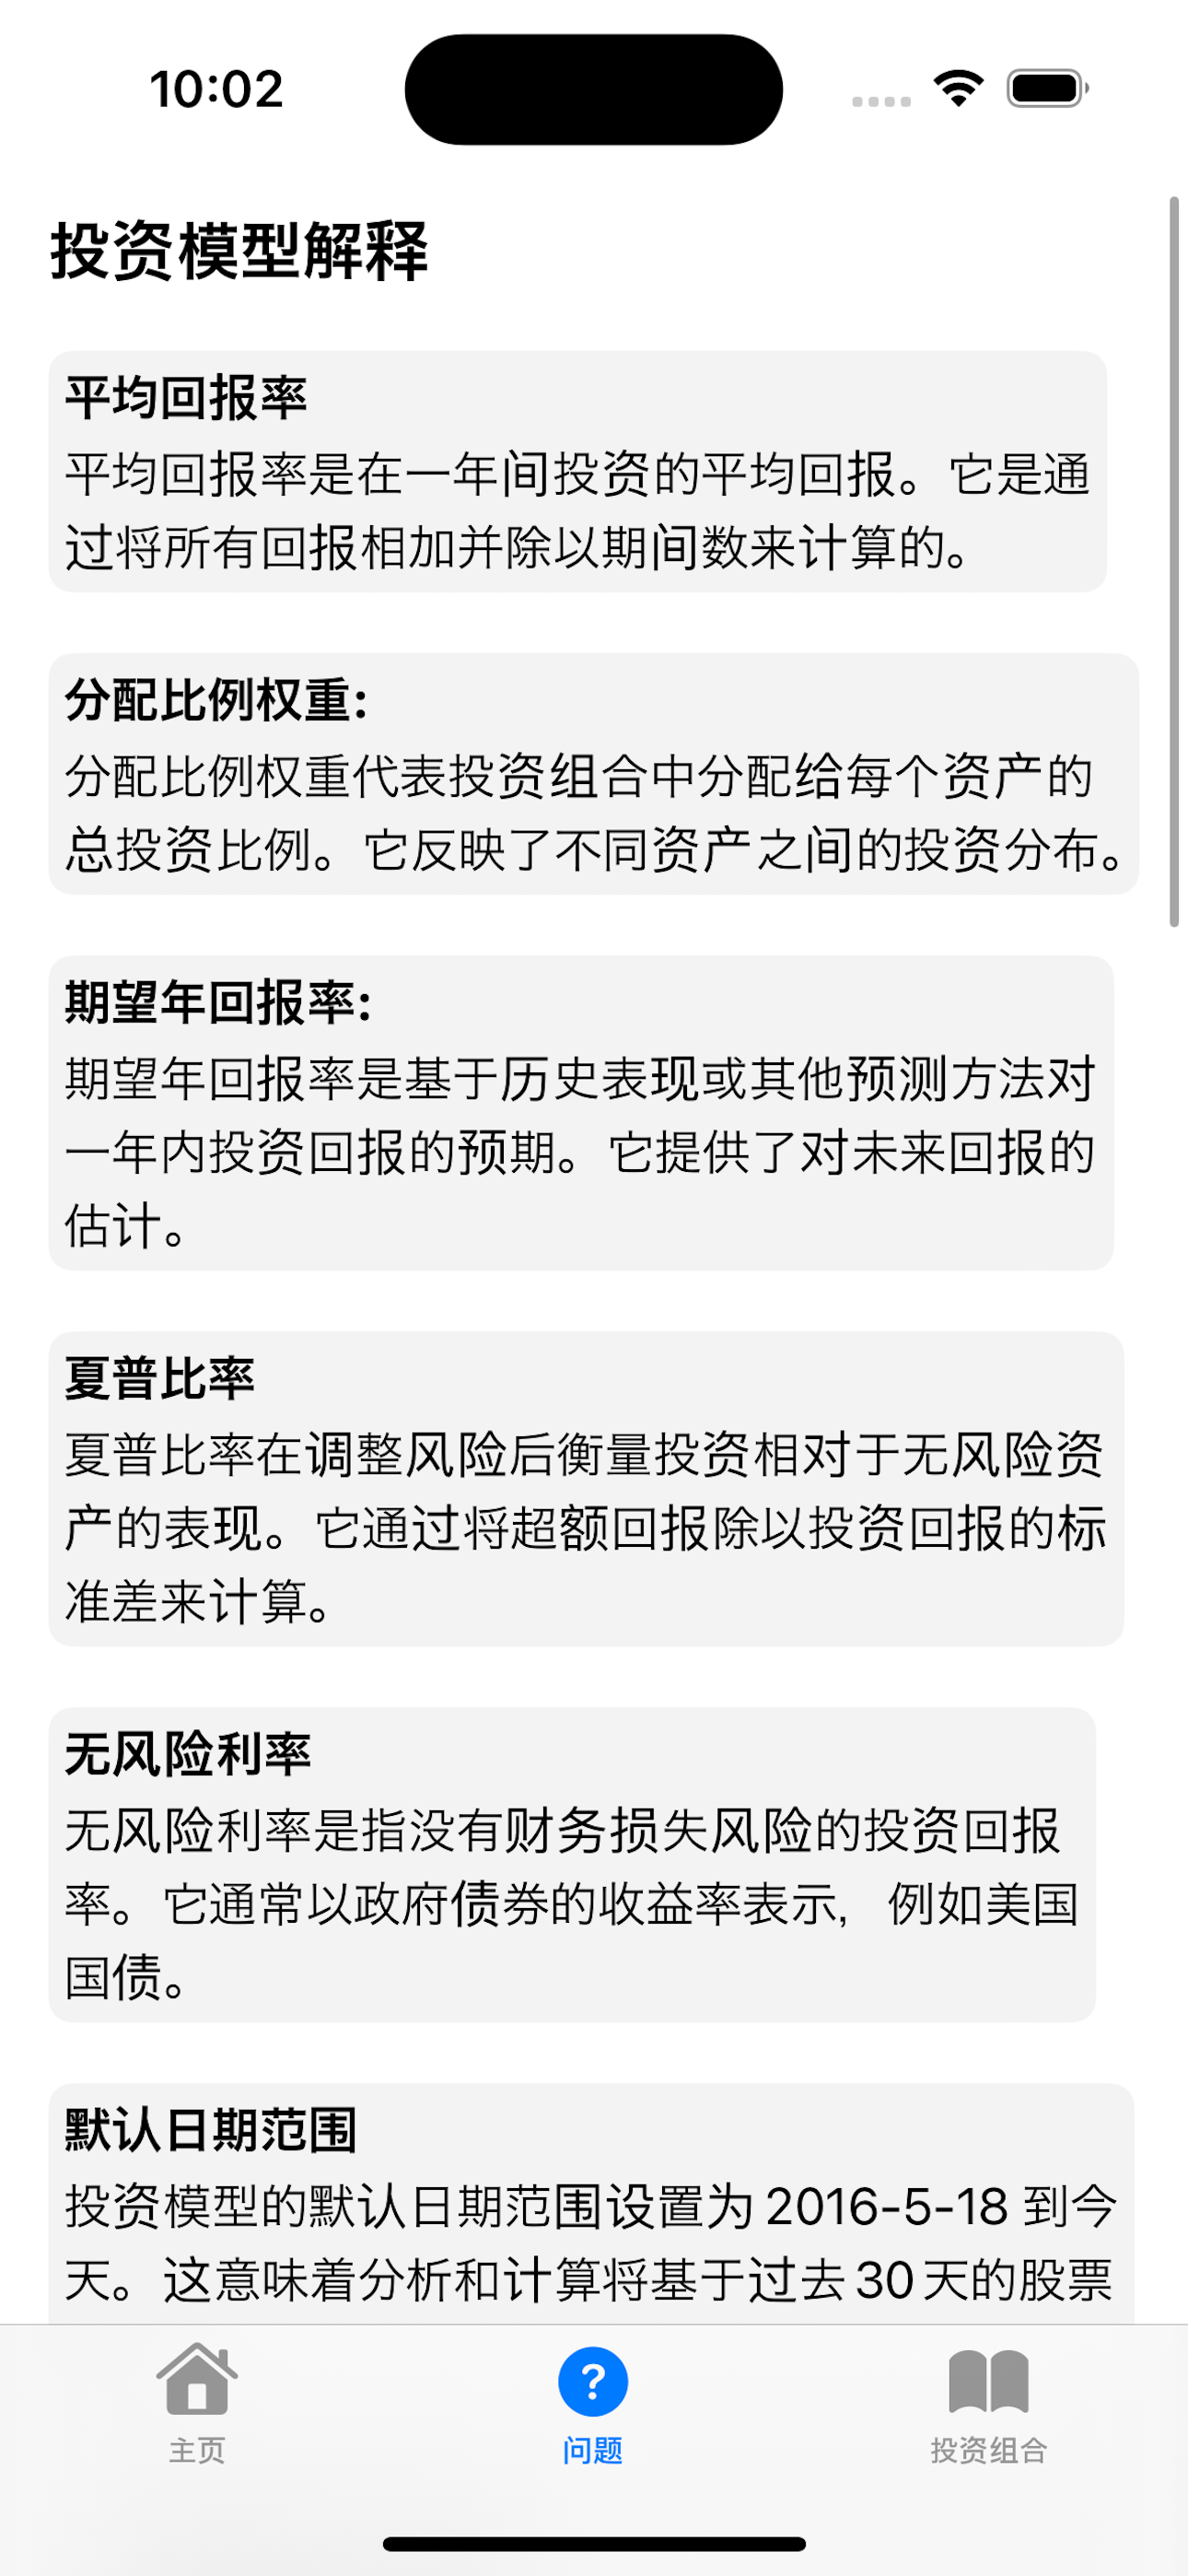 10:02
投资模型解释
平均回报率
平均回报率是在一年间投资的平均回报。它是通
过将所有回报相加并除以期间数来计算的。
分配比例权重:
分配比例权重代表投资组合中分配给每个资产的
总投资比例。它反映了不同资产之间的投资分布。
期望年回报率:
期望年回报率是基于历史表现或其他预测方法对
一年内投资回报的预期。它提供了对未来回报的
估计。
夏普比率
夏普比率在调整风险后衡量投资相对于无风险资
产的表现。它通过将超额回报除以投资回报的标
准差来计算。
无风险利率
无风险利率是指没有财务损失风险的投资回报
率。它通常以政府债券的收益率表示，例如美国
国债。
默认日期范围
投资模型的默认日期范围设置为 2016-5-18 到今
天。这意味着分析和计算将基于过去 30 天的股票
主页
问题
投资组合